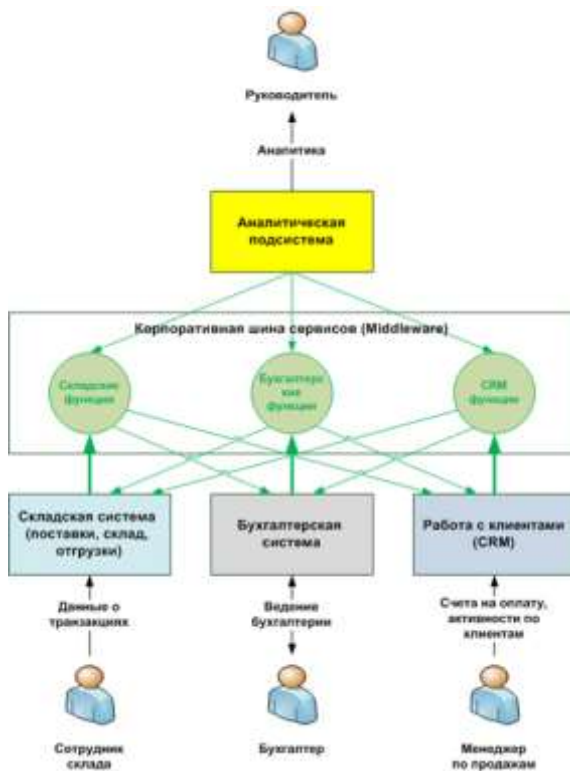 Руководитель
Аналитика
Аналитическая
подсистема
Корпоративная шина сервисов (Middleware)
Складские
функции
Бухгалтерс
кие
функции
CRM
функции
Складская система
(поставки, склад,
отгрузки)
Бухгалтерская
система
Работа с клиентами
(CRM)
Данные о
транзакциях
Ведение
бухгалтерии
Счета на оплату,
активности по
клиентам
Сотрудник
склада
Бухгалтер
Менеджер
по продажам